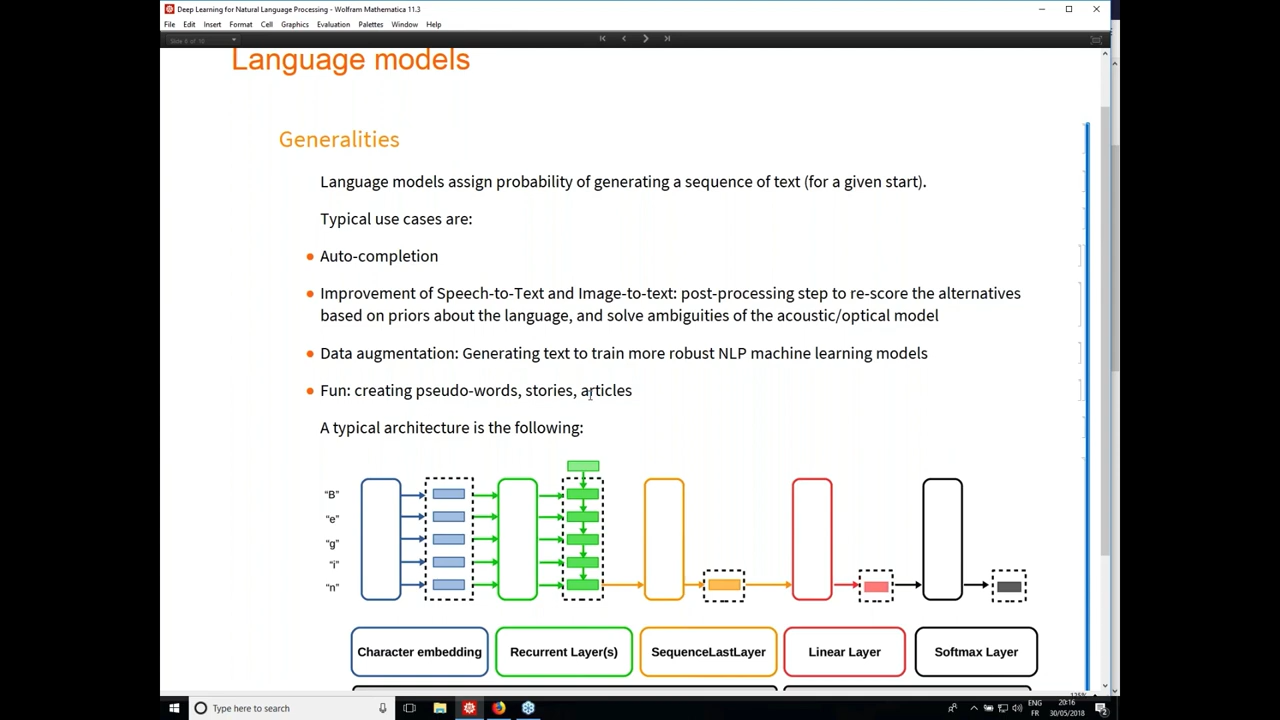 Deep Learning for Natural Language Processing - Wolfram Mathematica 11.3
File Edit Insert Format Cell Graphics Evaluation Palettes Window Help
Slide 6 of 10
Language models
Generalities
Language models assign probability of generating a sequence of text (for a given start).
Typical use cases are:
Auto-completion
Improvement of Speech-to-Text and Image-to-text: post-processing step to re-score the alternatives
based on priors about the language, and solve ambiguities of the acoustic/optical model
Data augmentation: Generating text to train more robust NLP machine learning models
Fun: creating pseudo-words, stories, articles
A typical architecture is the following:
“B”
“e”
“g”
“i”
“n”
Character embedding Recurrent Layer(s) SequenceLastLayer Linear Layer Softmax Layer
125%
Type here to search
ENG 20:16
FR 30/05/2018
2